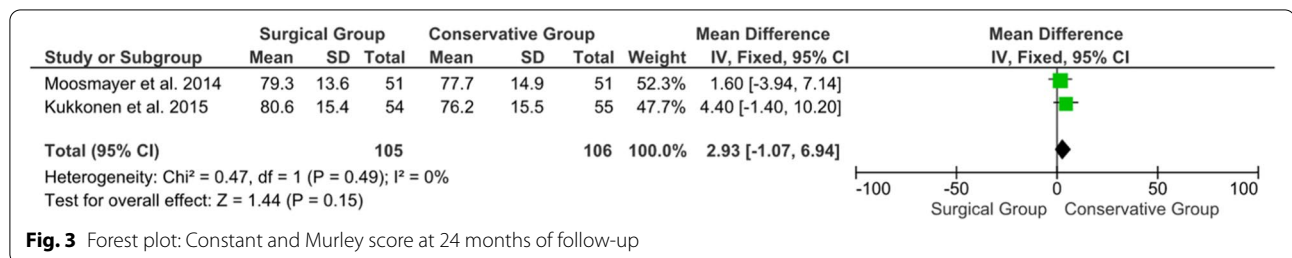 Surgical Group Conservative Group Mean Difference Mean Difference
Study or Subgroup Mean SD Total Mean SD Total Weight IV, Fixed, 95% CI IV, Fixed, 95% CI
Moosmayer et al. 2014 79.3 13.6 51 77.7 14.9 51 52.3% 1.60 [-3.94, 7.14]
Kukkonen et al. 2015 80.6 15.4 54 76.2 15.5 55 47.7% 4.40 [-1.40, 10.20]
Total (95% CI) 105 106 100.0% 2.93 [-1.07, 6.94]
Heterogeneity: Chi² = 0.47, df = 1 (P = 0.49); I² = 0%
Test for overall effect: Z = 1.44 (P = 0.15)
-100 -50 0 50 100
Surgical Group Conservative Group
Fig. 3 Forest plot: Constant and Murley score at 24 months of follow-up